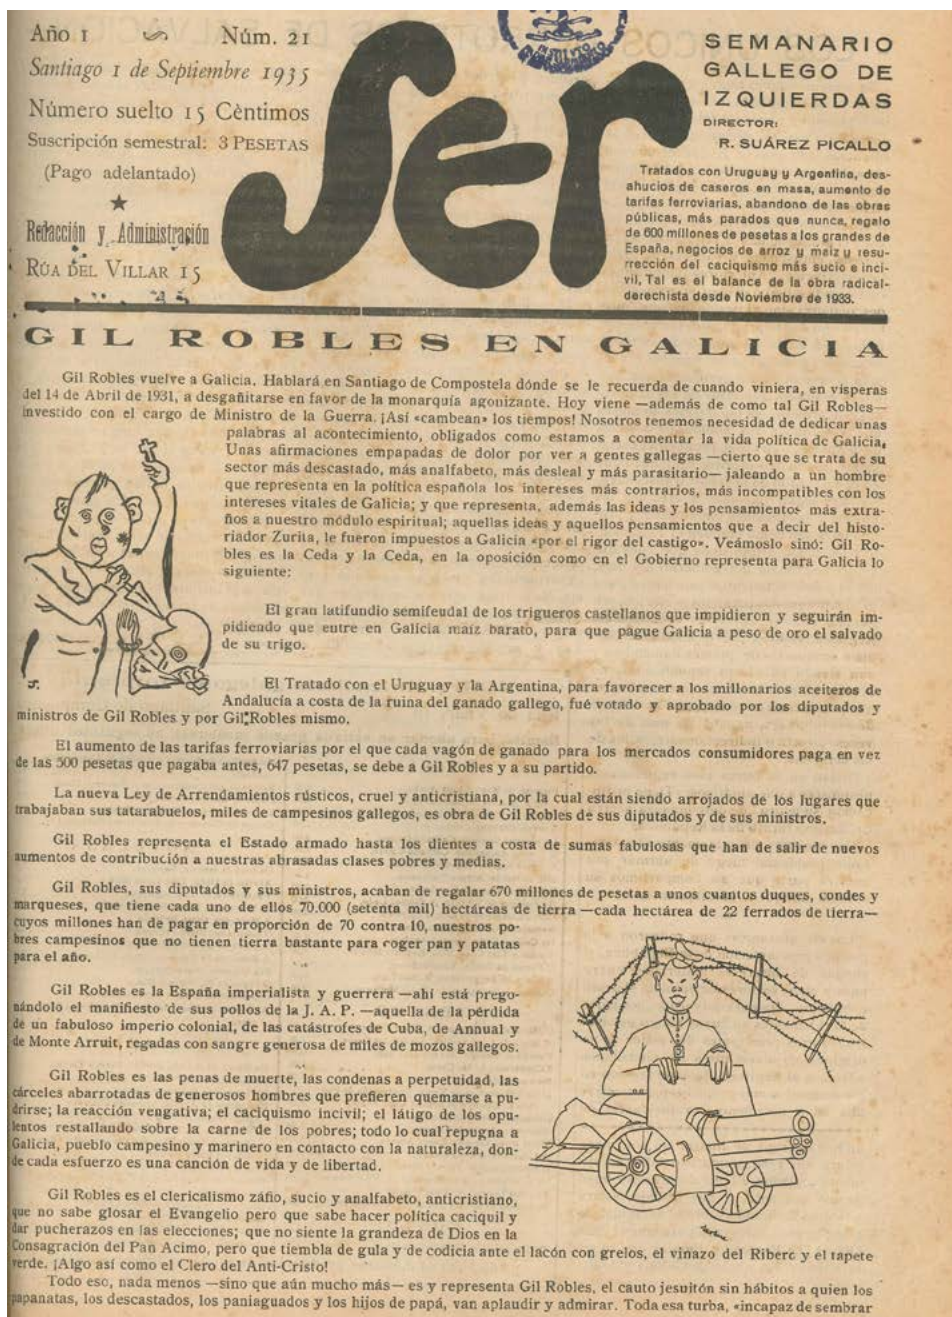 Año I Núm. 21
Santiago 1 de Septiembre 1935
Número suelto 15 Cèntimos
Suscripción semestral: 3 PESETAS
(Pago adelantado)
Redacción y Administración
RÚA DEL VILLAR 15
Ser
SEMANARIO
GALLEGO DE
IZQUIERDAS
DIRECTOR:
R. SUÁREZ PICALLO
Tratados con Uruguay y Argentina, des-
ahucios de caseros en masa, aumento de
tarifas ferroviarias, abandono de las obras
públicas, más parados que nunca, regalo
de 600 millones de pesetas a los grandes de
España, negocios de arroz y maiz y resu-
rrección del caciquismo más sucio e inci-
vil, Tal es el balance de la obra radical-
derechista desde Noviembre de 1933.
GIL ROBLES EN GALICIA
Gil Robles vuelve a Galicia. Hablará en Santiago de Compostela dónde se le recuerda de cuando viniera, en vísperas
del 14 de Abril de 1931, a desgañitarse en favor de la monarquía agonizante. Hoy viene —además de como tal Gil Robles—
investido con el cargo de Ministro de la Guerra. ¡Así «cambean» los tiempos! Nosotros tenemos necesidad de dedicar unas
palabras al acontecimiento, obligados como estamos a comentar la vida política de Galicia.
Unas afirmaciones empapadas de dolor por ver a gentes gallegas —cierto que se trata de su
sector más descastado, más analfabeto, más desleal y más parasitario— jaleando a un hombre
que representa en la política española los intereses más contrarios, más incompatibles con los
intereses vitales de Galicia; y que representa, además las ideas y los pensamientos más extra-
ños a nuestro módulo espiritual; aquellas ideas y aquellos pensamientos que a decir del histo-
riador Zurita, le fueron impuestos a Galicia «por el rigor del castigo». Veámoslo sinó: Gil Ro-
bles es la Ceda y la Ceda, en la oposición como en el Gobierno representa para Galicia lo
siguiente:
El gran latifundio semifeudal de los trigueros castellanos que impidieron y seguirán im-
pidiendo que entre en Galicia maíz barato, para que pague Galicia a peso de oro el salvado
de su trigo.
El Tratado con el Uruguay y la Argentina, para favorecer a los millonarios aceiteros de
Andalucía a costa de la ruina del ganado gallego, fué votado y aprobado por los diputados y
ministros de Gil Robles y por Gil Robles mismo.
El aumento de las tarifas ferroviarias por el que cada vagón de ganado para los mercados consumidores paga en vez
de las 500 pesetas que pagaba antes, 647 pesetas, se debe a Gil Robles y a su partido.
La nueva Ley de Arrendamientos rústicos, cruel y anticristiana, por la cual están siendo arrojados de los lugares que
trabajaban sus tatarabuelos, miles de campesinos gallegos, es obra de Gil Robles de sus diputados y de sus ministros.
Gil Robles representa el Estado armado hasta los dientes a costa de sumas fabulosas que han de salir de nuevos
aumentos de contribución a nuestras abrasadas clases pobres y medias.
Gil Robles, sus diputados y sus ministros, acaban de regalar 670 millones de pesetas a unos cuantos duques, condes y
marqueses, que tiene cada uno de ellos 70.000 (setenta mil) hectáreas de tierra —cada hectárea de 22 ferrados de tierra—
cuyos millones han de pagar en proporción de 70 contra 10, nuestros po-
bres campesinos que no tienen tierra bastante para coger pan y patatas
para el año.
Gil Robles es la España imperialista y guerrera —ahí está prego-
nándolo el manifiesto de sus pollos de la J. A. P. —aquella de la pérdida
de un fabuloso imperio colonial, de las catástrofes de Cuba, de Annual y
de Monte Arruit, regadas con sangre generosa de miles de mozos gallegos.
Gil Robles es las penas de muerte, las condenas a perpetuidad, las
cárceles abarrotadas de generosos hombres que prefieren quemarse a pu-
drirse; la reacción vengativa; el caciquismo incivil; el látigo de los opu-
lentos restallando sobre la carne de los pobres; todo lo cual repugna a
Galicia, pueblo campesino y marinero en contacto con la naturaleza, don-
de cada esfuerzo es una canción de vida y de libertad.
Gil Robles es el clericalismo záfio, sucio y analfabeto, anticristiano,
que no sabe glosar el Evangelio pero que sabe hacer política caciquil y
dar pucherazos en las elecciones; que no siente la grandeza de Dios en la
Consagración del Pan Acimo, pero que tiembla de gula y de codicia ante el lacón con grelos, el vinazo del Ribero y el tapete
verde. ¡Algo así como el Clero del Anti-Cristo!
Todo eso, nada menos —sino que aún mucho más— es y representa Gil Robles, el cauto jesuitón sin hábitos a quien los
papanatas, los descastados, los paniaguados y los hijos de papá, van aplaudir y admirar. Toda esa turba, «incapaz de sembrar